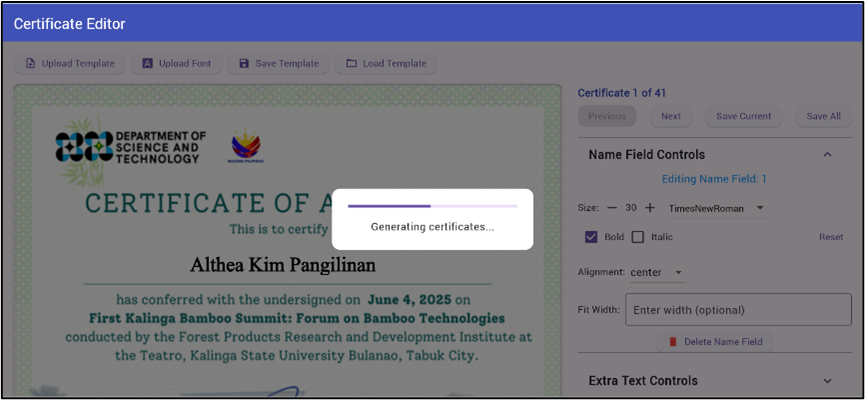 Certificate Editor
Upload Template
Upload Font
Save Template
Load Template
DEPARTMENT OF
SCIENCE AND
TECHNOLOGY
BAGONG PILIPINAS
CERTIFICATE OF A
This is to certify
Althea Kim Pangilinan
has conferred with the undersigned on June 4, 2025 on
First Kalinga Bamboo Summit: Forum on Bamboo Technologies
conducted by the Forest Products Research and Development Institute at
the Teatro, Kalinga State University Bulanao, Tabuk City.
Generating certificates...
Certificate 1 of 41
Previous
Next
Save Current
Save All
Name Field Controls
Editing Name Field: 1
Size: − 30 + TimesNewRoman
Bold Italic Reset
Alignment: center
Fit Width: Enter width (optional)
Delete Name Field
Extra Text Controls